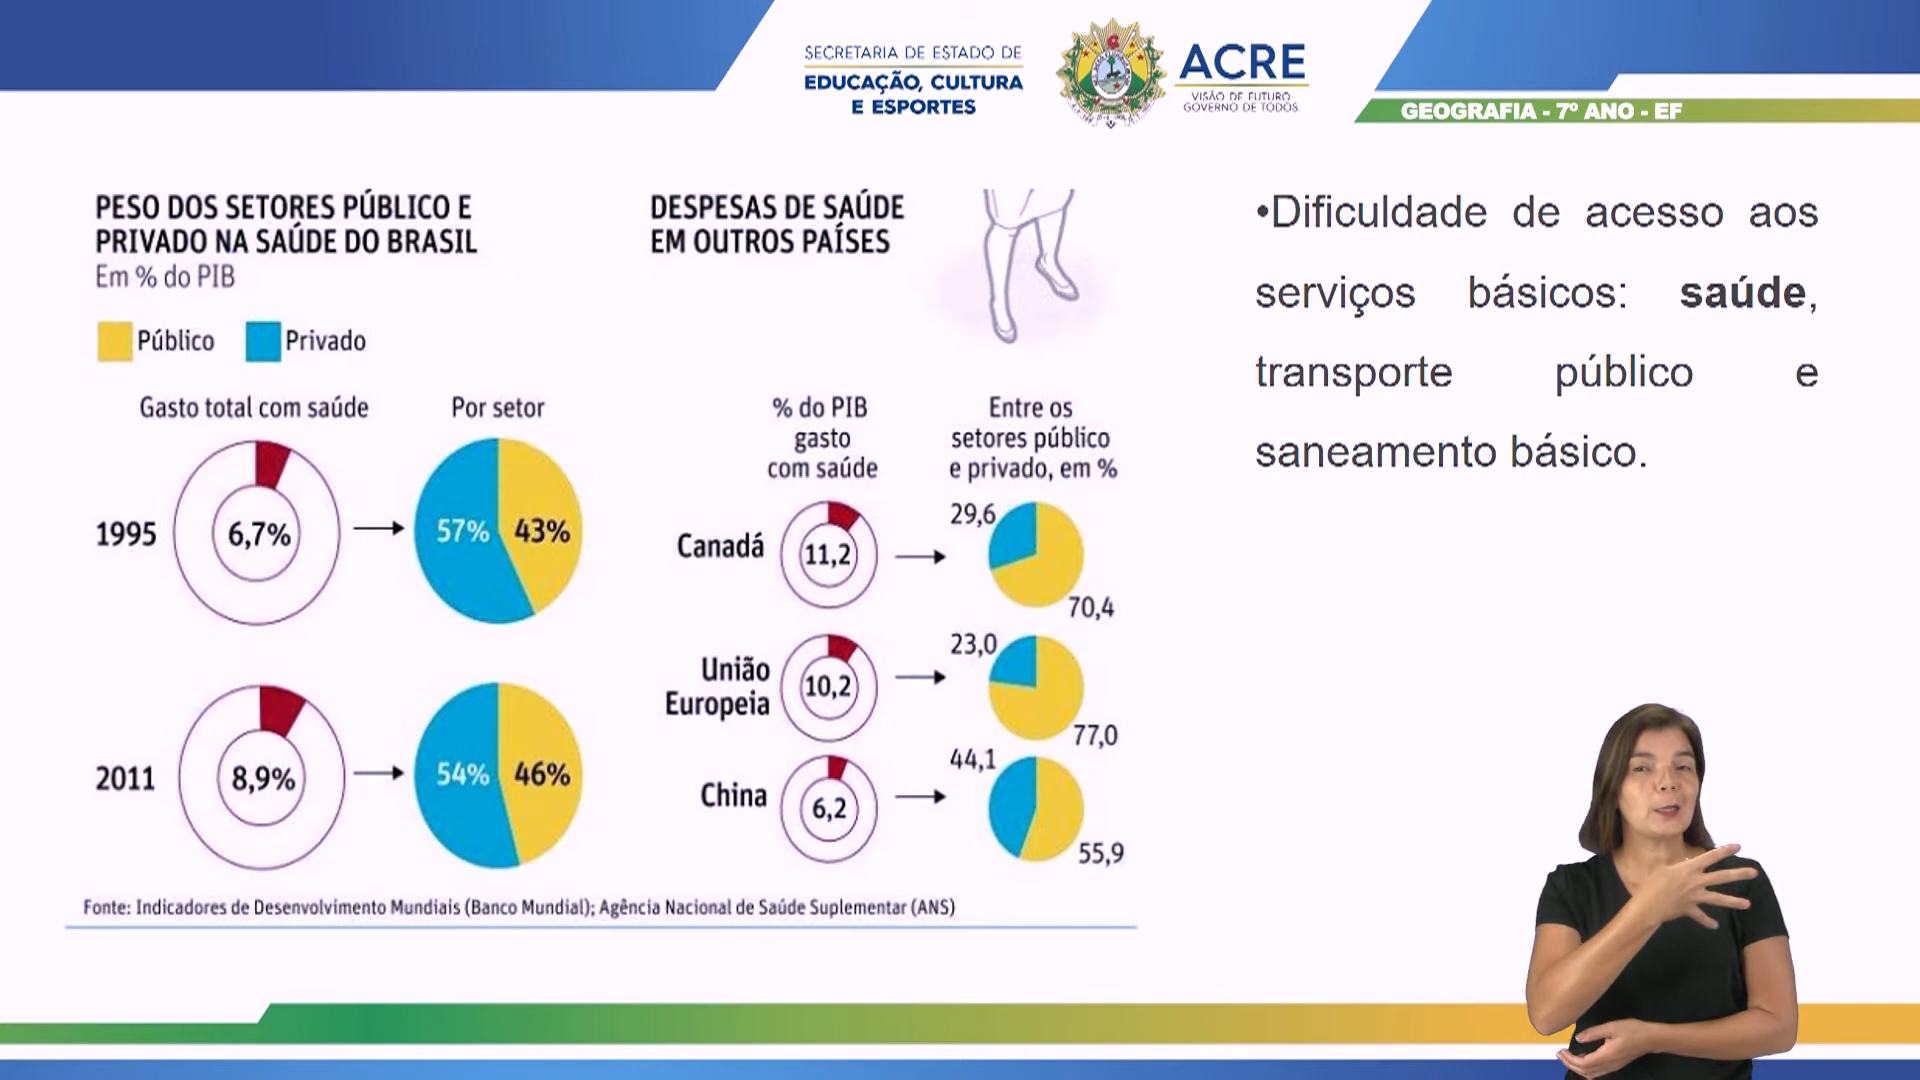 SECRETARIA DE ESTADO DE
EDUCAÇÃO, CULTURA
E ESPORTES
ACRE
VISÃO DE FUTURO
GOVERNO DE TODOS
GEOGRAFIA - 7º ANO - EF
PESO DOS SETORES PÚBLICO E
PRIVADO NA SAÚDE DO BRASIL
Em % do PIB
Público
Privado
Gasto total com saúde
Por setor
1995
6,7%
57%
43%
2011
8,9%
54%
46%
DESPESAS DE SAÚDE
EM OUTROS PAÍSES
% do PIB
gasto
com saúde
Entre os
setores público
e privado, em %
Canadá
11,2
29,6
70,4
União
Europeia
10,2
23,0
77,0
China
6,2
44,1
55,9
Fonte: Indicadores de Desenvolvimento Mundiais (Banco Mundial); Agência Nacional de Saúde Suplementar (ANS)
•Dificuldade de acesso aos
serviços básicos: saúde,
transporte público e
saneamento básico.